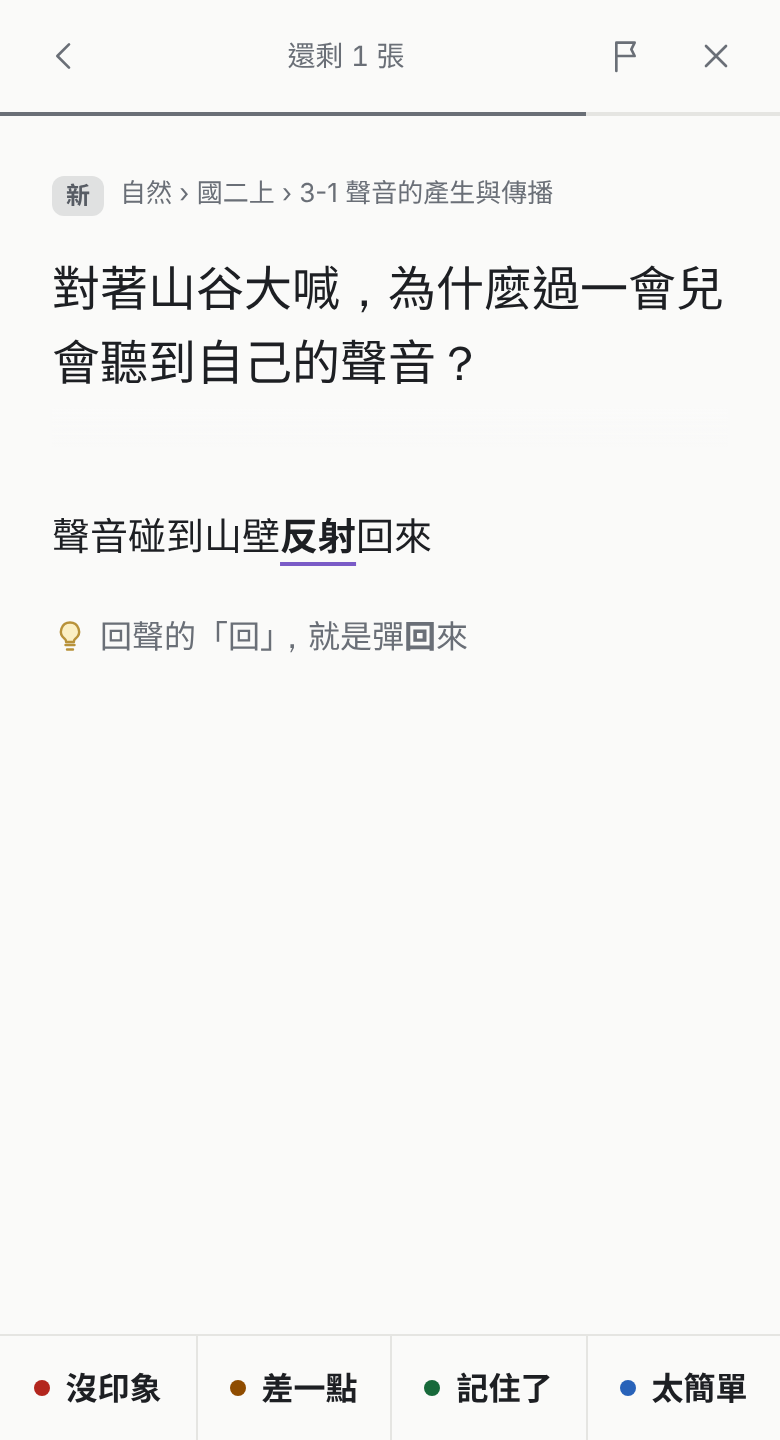 還剩 1 張
新 自然 › 國二上 › 3-1 聲音的產生與傳播
對著山谷大喊，為什麼過一會兒
會聽到自己的聲音？
聲音碰到山壁反射回來
回聲的「回」，就是彈回來
沒印象 差一點 記住了 太簡單